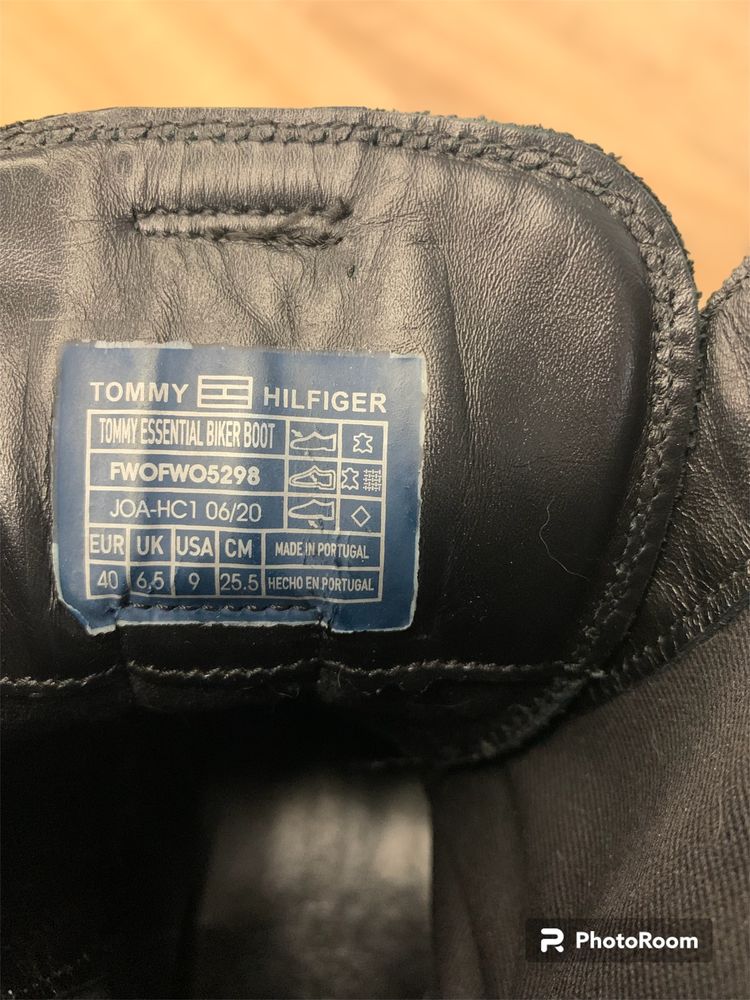 TOMMY HILFIGER
TOMMY ESSENTIAL BIKER BOOT
FWOFWO5298
JOA-HC1 06/20
EUR UK USA CM MADE IN PORTUGAL
40 6,5 9 25.5 HECHO EN PORTUGAL
PhotoRoom